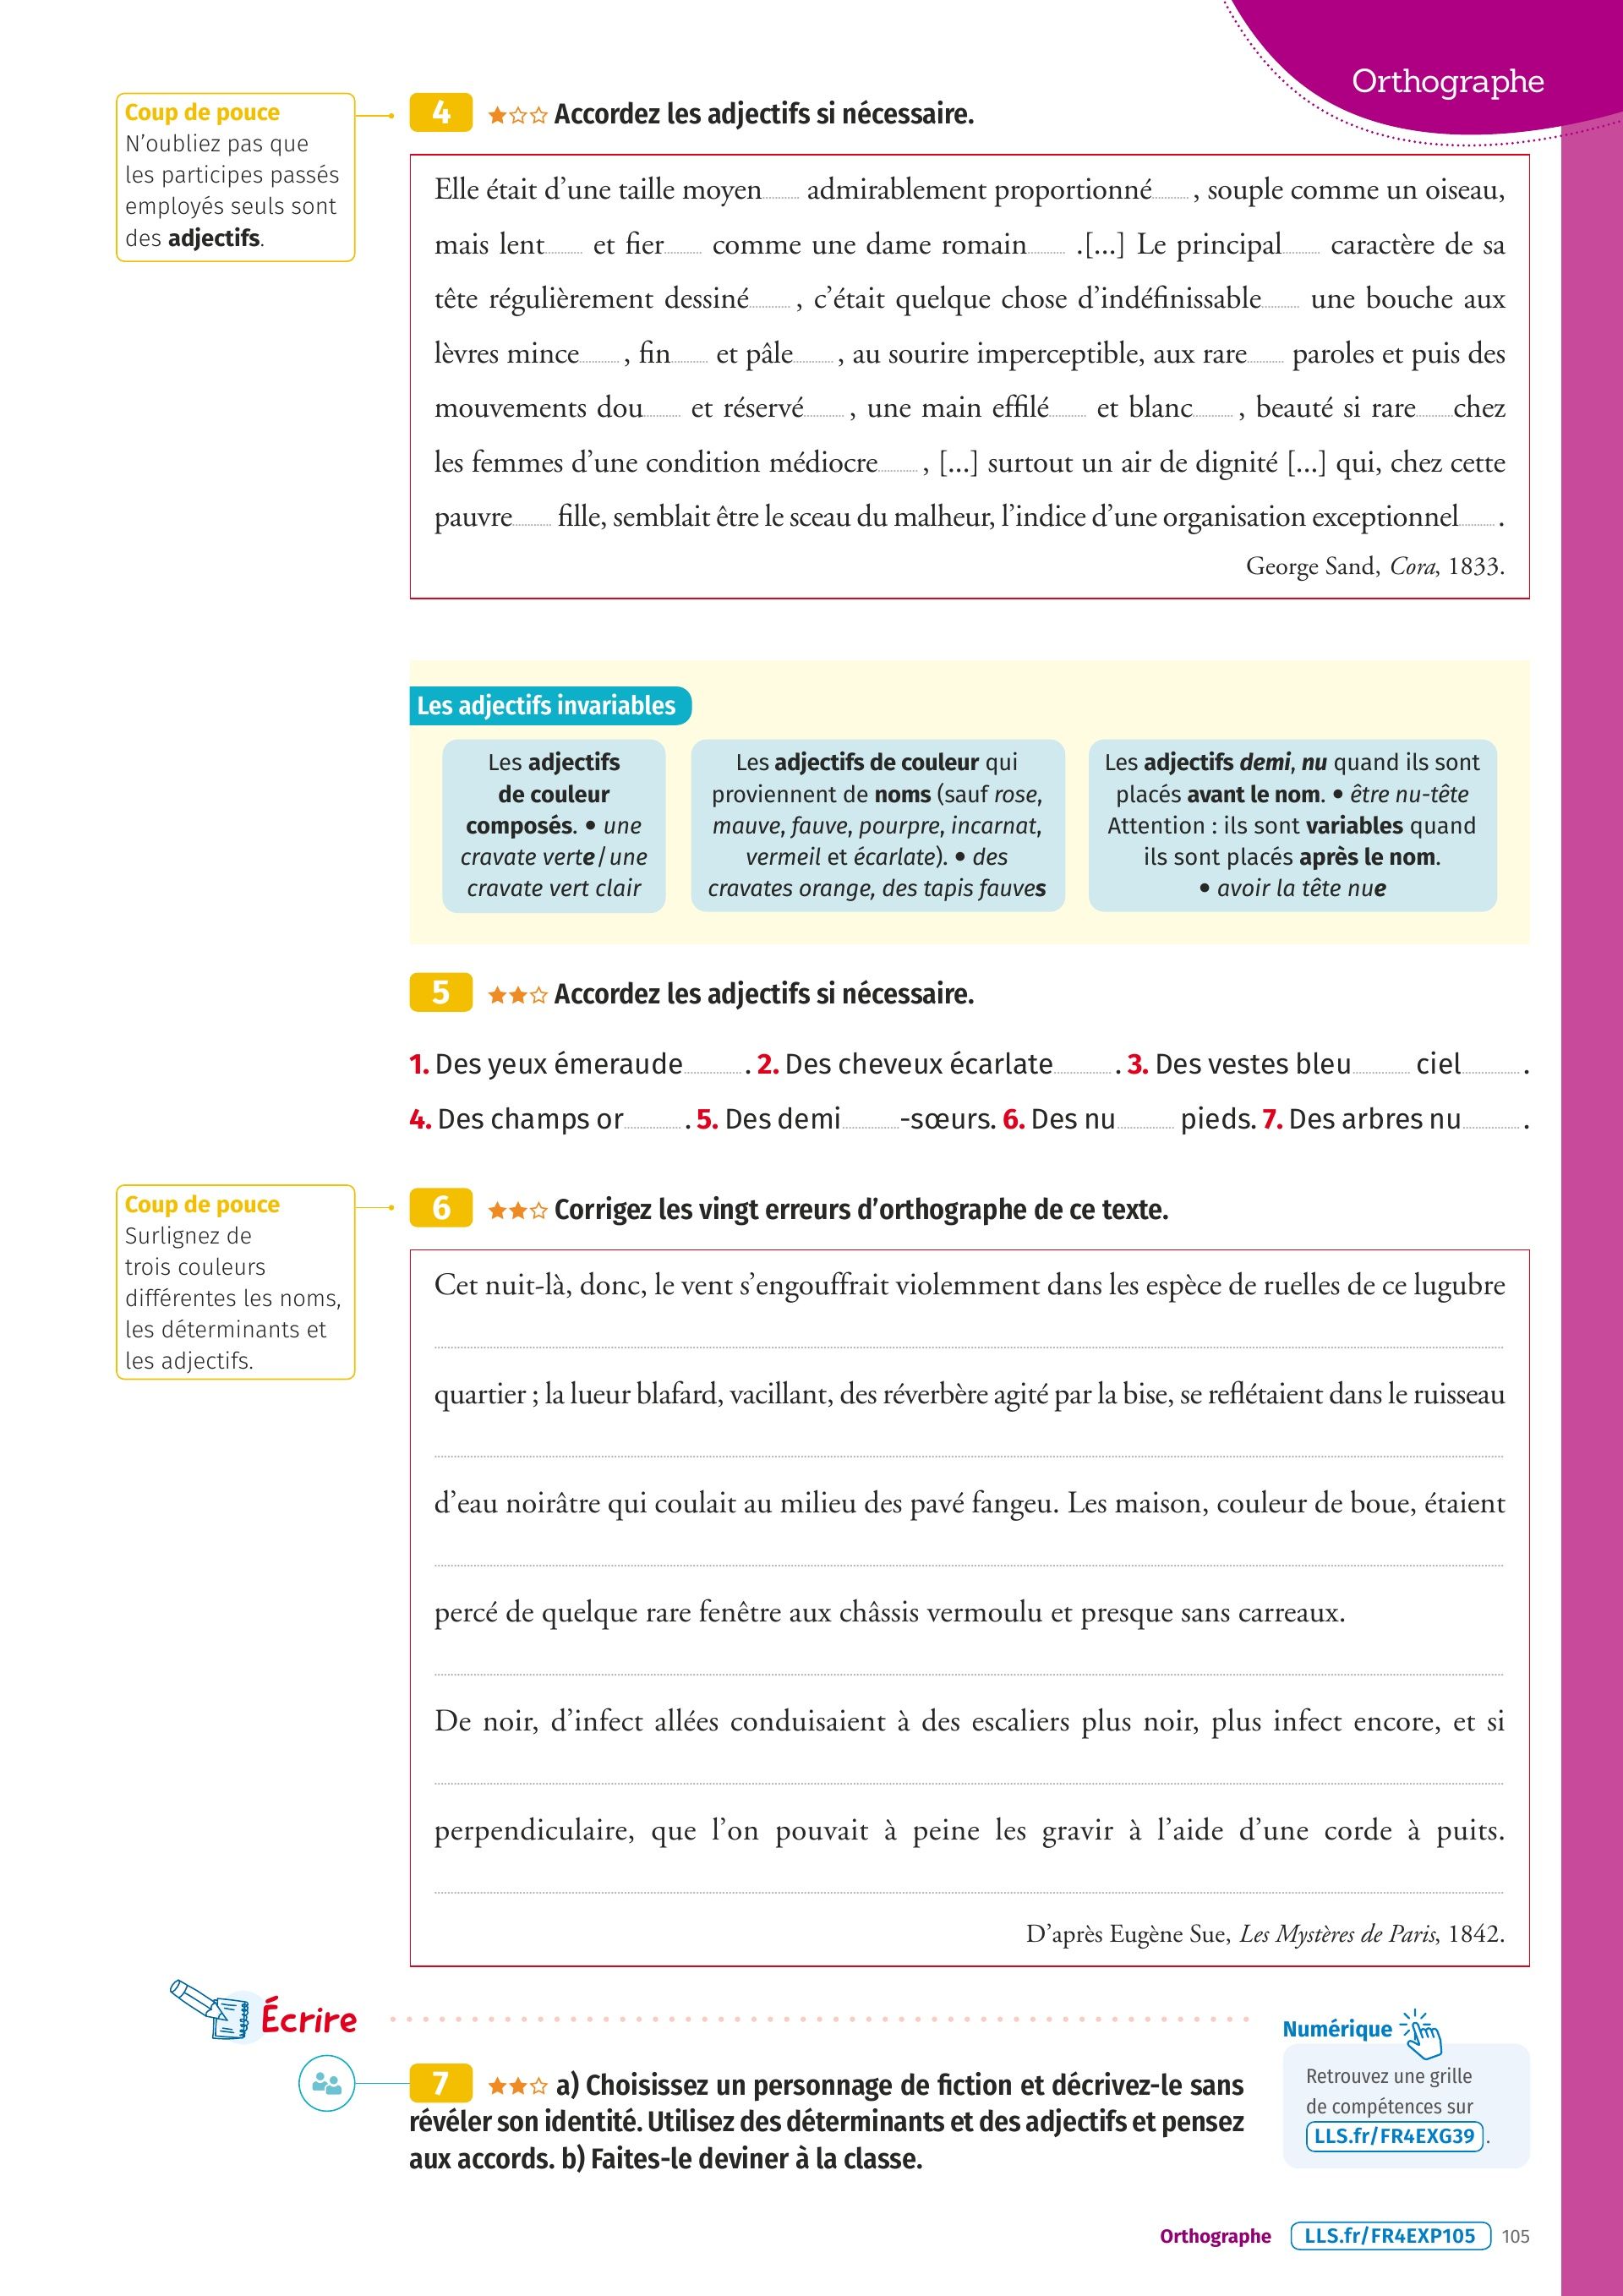 Orthographe
Coup de pouce
N'oubliez pas que
les participes passés
employés seuls sont
des adjectifs.
4 ★☆☆ Accordez les adjectifs si nécessaire.
Elle était d'une taille moyen........ admirablement proportionné........ , souple comme un oiseau,
mais lent........ et fier........ comme une dame romain........ .[...] Le principal........ caractère de sa
tête régulièrement dessiné........ , c'était quelque chose d'indéfinissable........ une bouche aux
lèvres mince........ , fin........ et pâle........ , au sourire imperceptible, aux rare........ paroles et puis des
mouvements dou........ et réservé........ , une main effilé........ et blanc........ , beauté si rare........chez
les femmes d'une condition médiocre........ , [...] surtout un air de dignité [...] qui, chez cette
pauvre........ fille, semblait être le sceau du malheur, l'indice d'une organisation exceptionnel........ .
George Sand, Cora, 1833.
Les adjectifs invariables
Les adjectifs
de couleur
composés. • une
cravate verte / une
cravate vert clair
Les adjectifs de couleur qui
proviennent de noms (sauf rose,
mauve, fauve, pourpre, incarnat,
vermeil et écarlate). • des
cravates orange, des tapis fauves
Les adjectifs demi, nu quand ils sont
placés avant le nom. • être nu-tête
Attention : ils sont variables quand
ils sont placés après le nom.
• avoir la tête nue
5 ★★☆ Accordez les adjectifs si nécessaire.
1. Des yeux émeraude............ . 2. Des cheveux écarlate............ . 3. Des vestes bleu............ ciel............ .
4. Des champs or............ . 5. Des demi............-sœurs. 6. Des nu............ pieds. 7. Des arbres nu............ .
Coup de pouce
Surlignez de
trois couleurs
différentes les noms,
les déterminants et
les adjectifs.
6 ★★☆ Corrigez les vingt erreurs d'orthographe de ce texte.
Cet nuit-là, donc, le vent s'engouffrait violemment dans les espèce de ruelles de ce lugubre
quartier ; la lueur blafard, vacillant, des réverbère agité par la bise, se reflétaient dans le ruisseau
d'eau noirâtre qui coulait au milieu des pavé fangeu. Les maison, couleur de boue, étaient
percé de quelque rare fenêtre aux châssis vermoulu et presque sans carreaux.
De noir, d'infect allées conduisaient à des escaliers plus noir, plus infect encore, et si
perpendiculaire, que l'on pouvait à peine les gravir à l'aide d'une corde à puits.
D'après Eugène Sue, Les Mystères de Paris, 1842.
Écrire
7 ★★☆ a) Choisissez un personnage de fiction et décrivez-le sans
révéler son identité. Utilisez des déterminants et des adjectifs et pensez
aux accords. b) Faites-le deviner à la classe.
Numérique
Retrouvez une grille
de compétences sur
LLS.fr/FR4EXG39 .
Orthographe LLS.fr/FR4EXP105 105